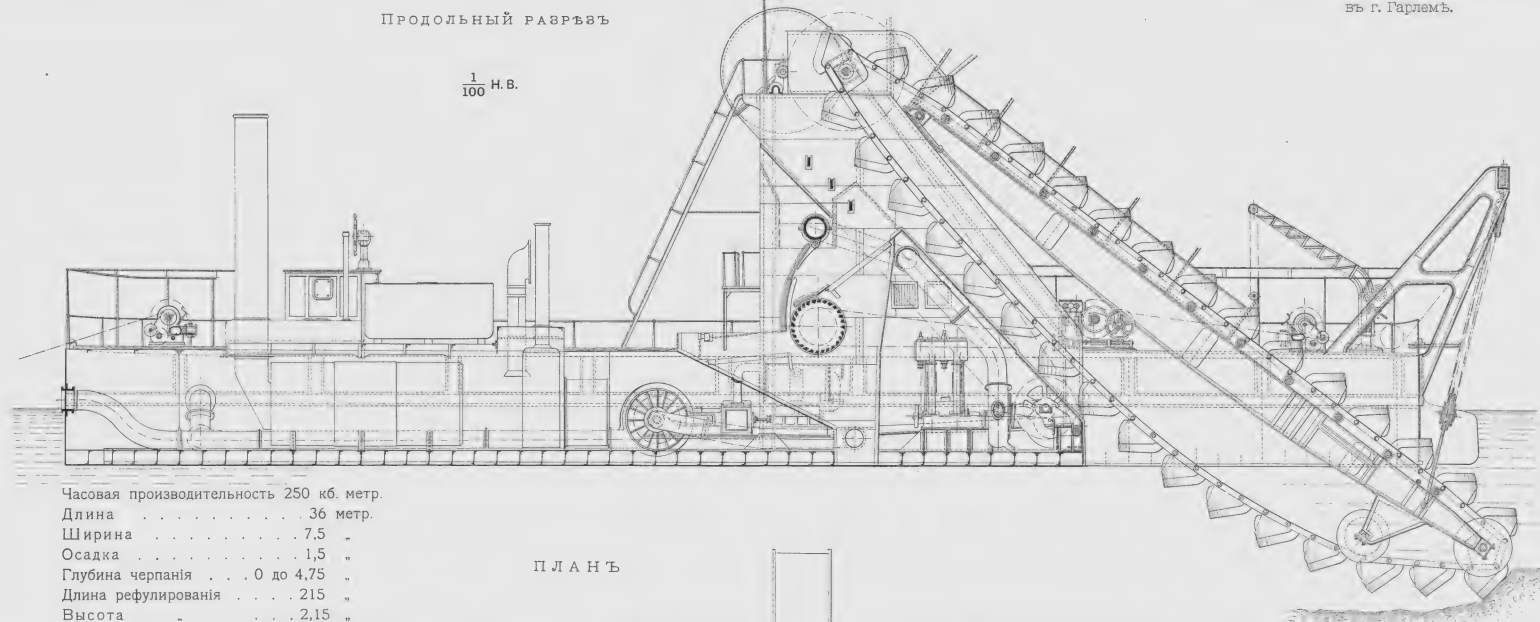 ПРОДОЛЬНЫЙ РАЗРѢЗЪ
въ г. Гарлемѣ.
1/100 Н. В.
Часовая производительность 250 кб. метр.
Длина . . . . . . . . . . 36 метр.
Ширина . . . . . . . . . 7,5 „
Осадка . . . . . . . . . 1,5 „
Глубина черпанія . . . 0 до 4,75 „
Длина рефулированія . . . . 215 „
Высота „ . . . 2,15 „
ПЛАНЪ